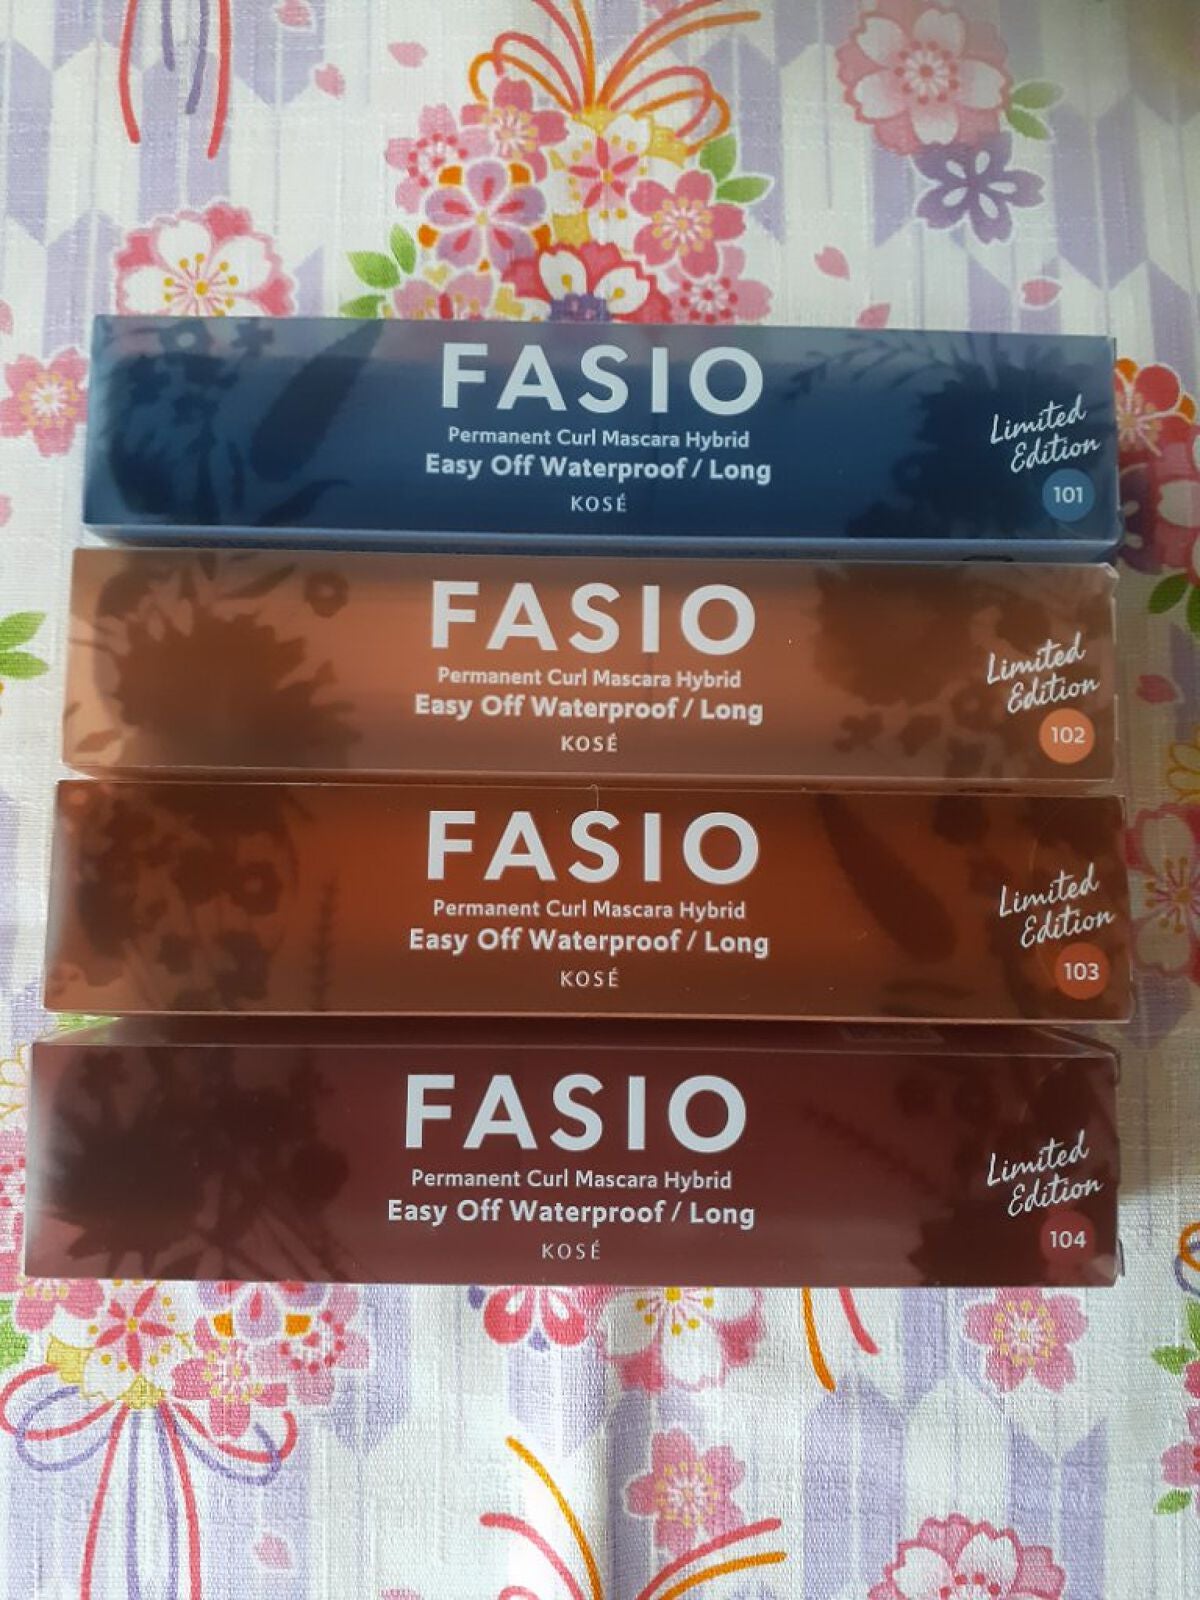 FASIO
Permanent Curl Mascara Hybrid
Easy Off Waterproof / Long
KOSÉ
Limited
Edition
101
FASIO
Permanent Curl Mascara Hybrid
Easy Off Waterproof / Long
KOSÉ
Limited
Edition
102
FASIO
Permanent Curl Mascara Hybrid
Easy Off Waterproof / Long
KOSÉ
Limited
Edition
103
FASIO
Permanent Curl Mascara Hybrid
Easy Off Waterproof / Long
KOSÉ
Limited
Edition
104